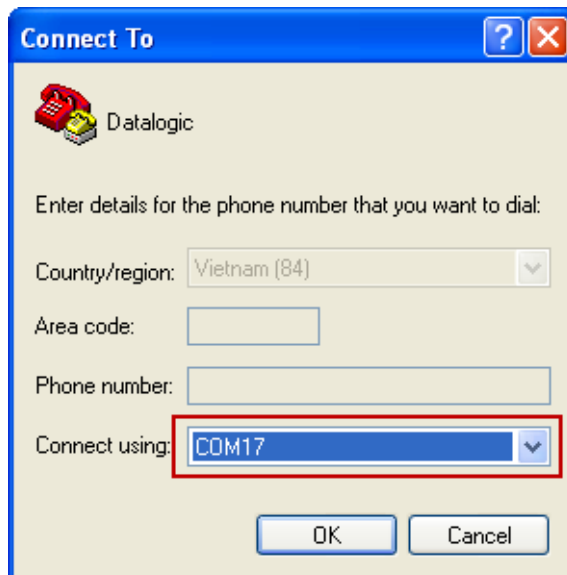 Connect To
Datalogic
Enter details for the phone number that you want to dial:
Country/region: Vietnam (84)
Area code:
Phone number:
Connect using: COM17
OK Cancel